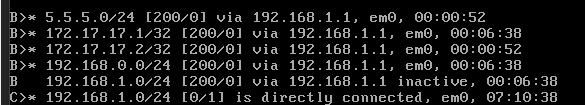 B>* 5.5.5.0/24 [200/0] via 192.168.1.1, em0, 00:00:52
B>* 172.17.17.1/32 [200/0] via 192.168.1.1, em0, 00:06:38
B>* 172.17.17.2/32 [200/0] via 192.168.1.1, em0, 00:00:52
B>* 192.168.0.0/24 [200/0] via 192.168.1.1, em0, 00:06:38
B   192.168.1.0/24 [200/0] via 192.168.1.1 inactive, 00:06:38
C>* 192.168.1.0/24 [0/1] is directly connected, em0, 07:10:38